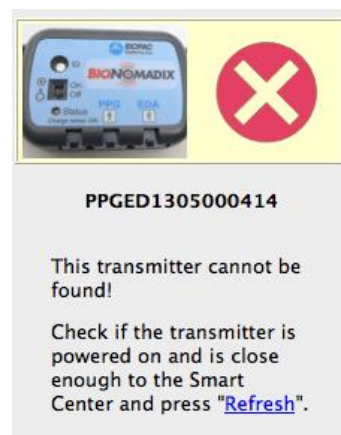 BIOPAC
ID
BIONOMADIX
On
Off
PPG EDA
Status
PPGED1305000414
This transmitter cannot be
found!
Check if the transmitter is
powered on and is close
enough to the Smart
Center and press "Refresh".